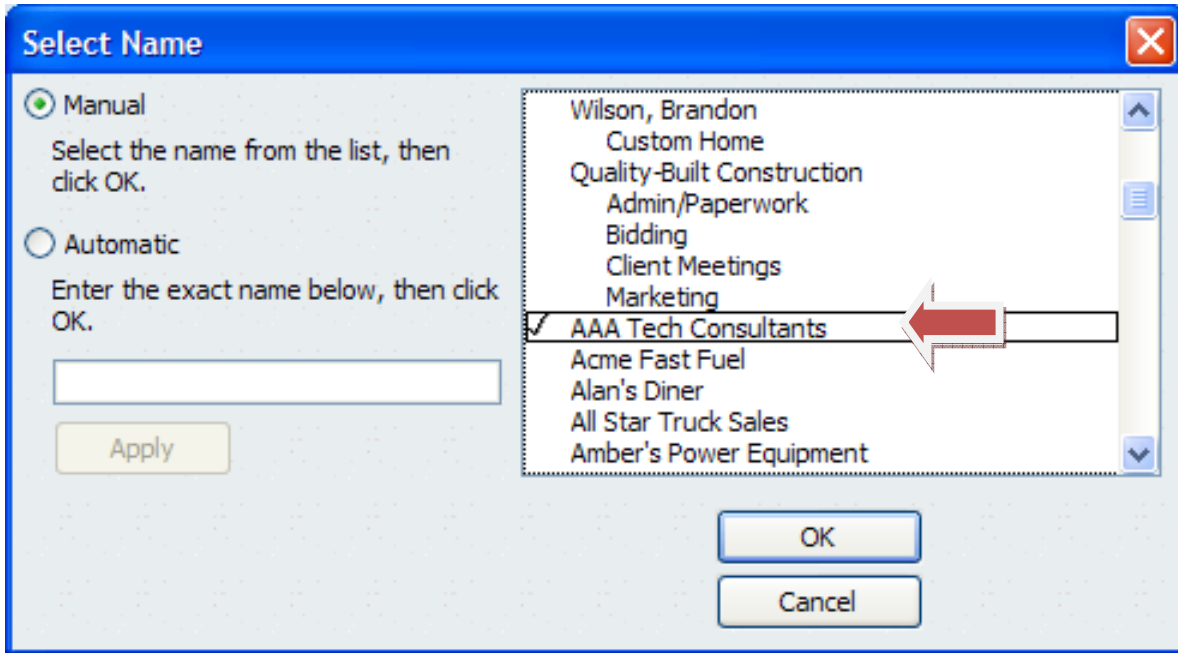 Select Name
Manual
Select the name from the list, then
click OK.
Automatic
Enter the exact name below, then click
OK.
Apply
Wilson, Brandon
Custom Home
Quality-Built Construction
Admin/Paperwork
Bidding
Client Meetings
Marketing
AAA Tech Consultants
Acme Fast Fuel
Alan's Diner
All Star Truck Sales
Amber's Power Equipment
OK
Cancel